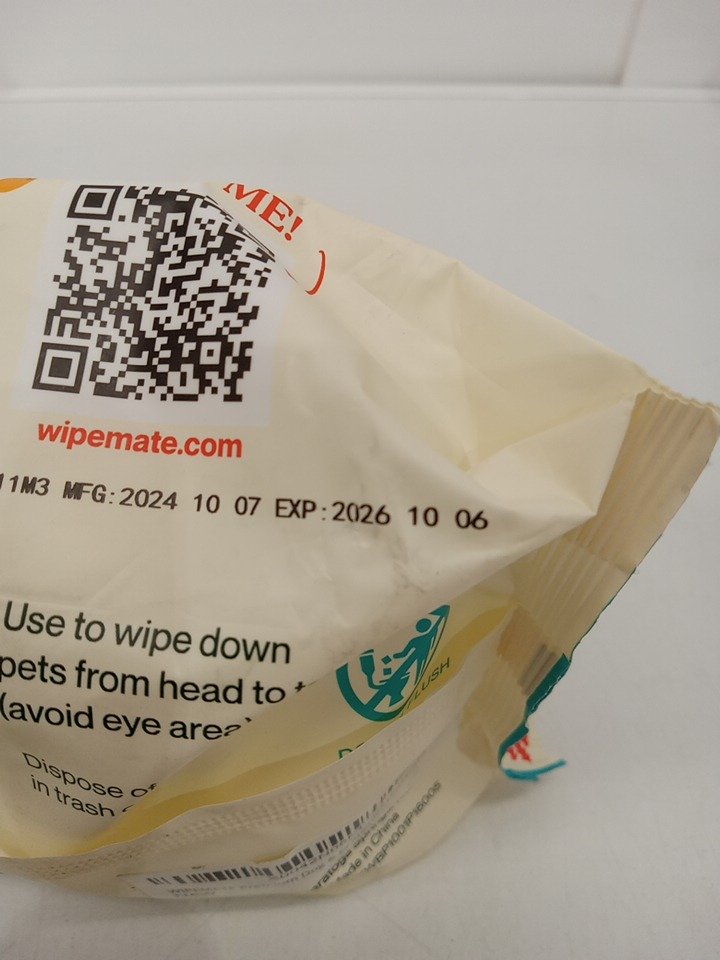 ME!
wipemate.com
11M3 MFG:2024 10 07 EXP:2026 10 06
Use to wipe down
pets from head to
(avoid eye area)
FLUSH
Dispose of
in trash
Made in China